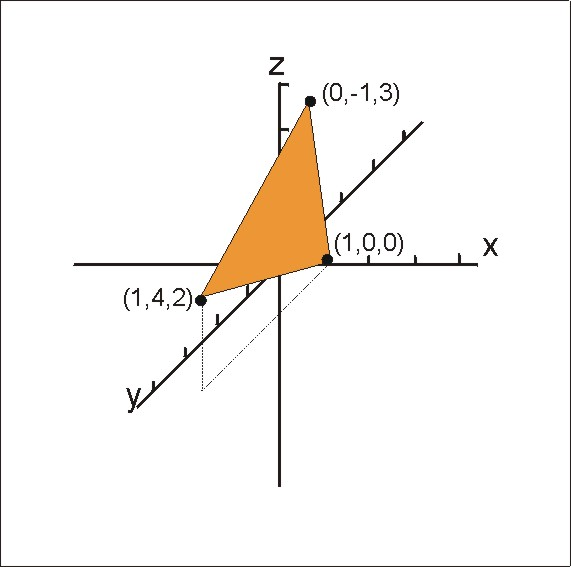 z
(0,-1,3)
(1,0,0)
x
(1,4,2)
y